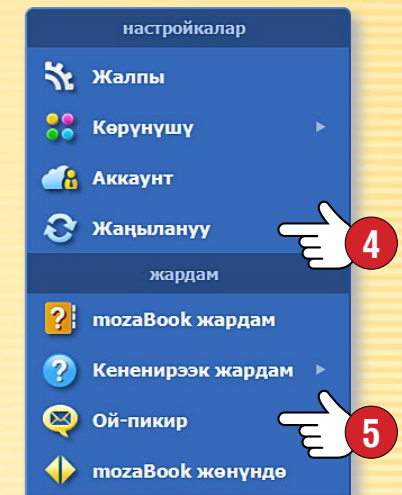 настройкалар
Жалпы
Көрүнүшү
Аккаунт
Жаңылануу
4
жардам
mozaBook жардам
Кененирээк жардам
Ой-пикир
5
mozaBook жөнүндө